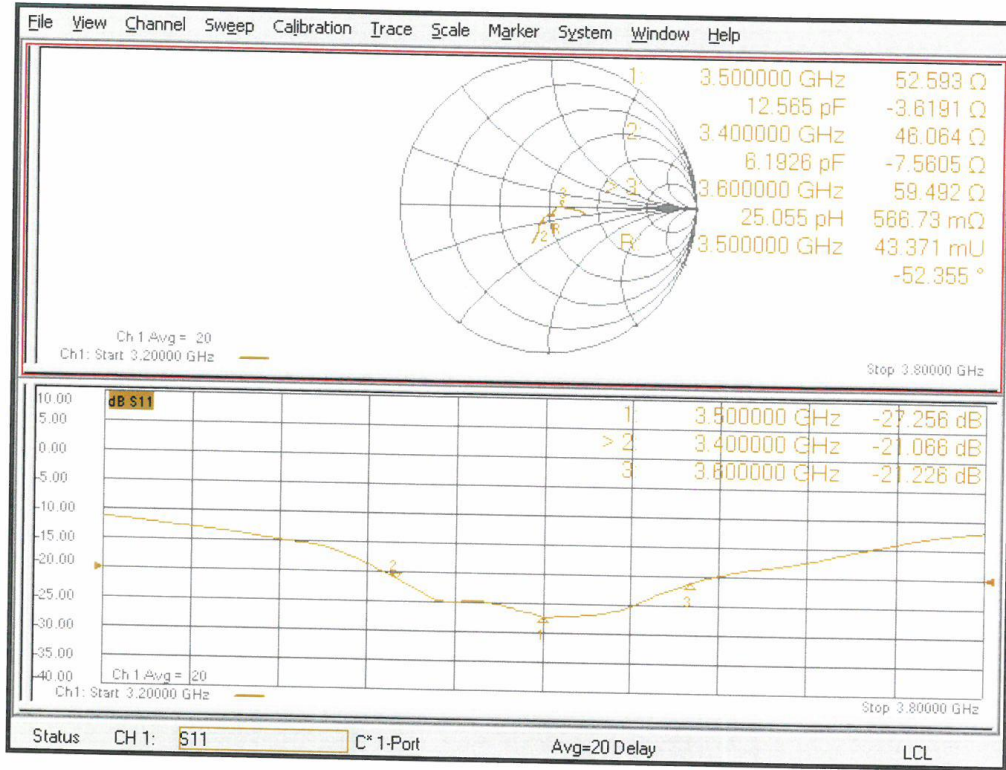 File View Channel Sweep Calibration Trace Scale Marker System Window Help
1: 3.500000 GHz 52.593 Ω
12.565 pF -3.6191 Ω
2: 3.400000 GHz 46.064 Ω
6.1926 pF -7.5605 Ω
> 3: 3.600000 GHz 59.492 Ω
25.055 pH 566.73 mΩ
R: 3.500000 GHz 43.371 mU
-52.355 °
3
2 R
Ch 1 Avg = 20
Ch1: Start 3.20000 GHz
Stop 3.80000 GHz
10.00
dB S11
5.00
0.00
-5.00
-10.00
-15.00
-20.00
-25.00
-30.00
-35.00
-40.00
1: 3.500000 GHz -27.256 dB
> 2: 3.400000 GHz -21.066 dB
3: 3.600000 GHz -21.226 dB
2
1
3
Ch 1 Avg = 20
Ch1: Start 3.20000 GHz
Stop 3.80000 GHz
Status CH 1: S11 C* 1-Port Avg=20 Delay LCL